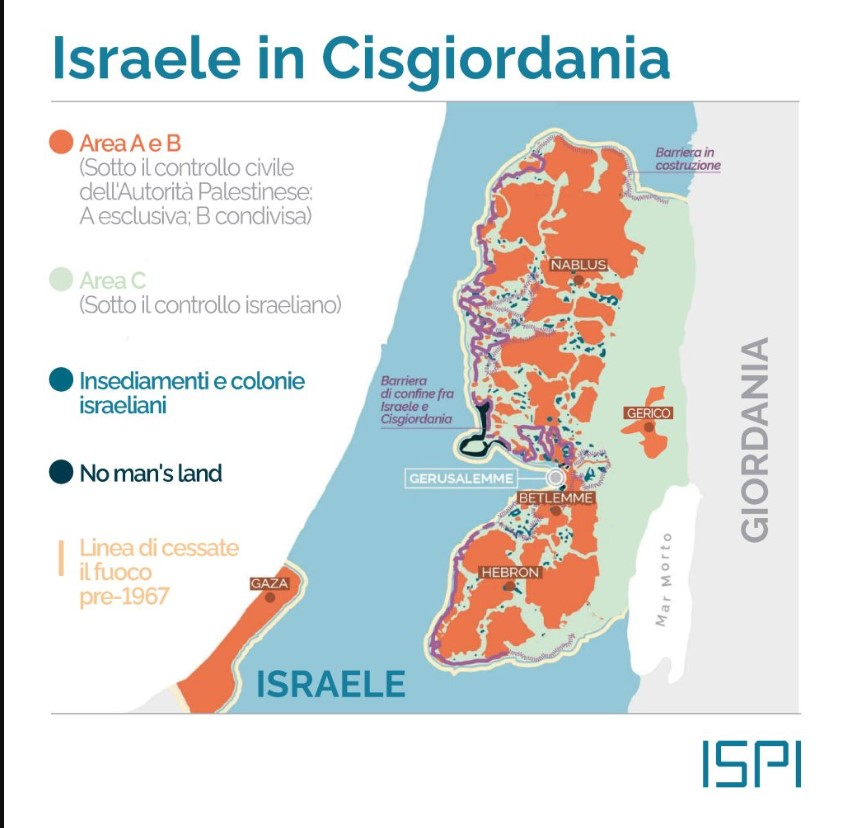 Israele in Cisgiordania
Area A e B
(Sotto il controllo civile
dell'Autorità Palestinese:
A esclusiva; B condivisa)
Area C
(Sotto il controllo israeliano)
Insediamenti e colonie
israeliani
No man's land
Linea di cessate
il fuoco
pre-1967
Barriera in
costruzione
NABLUS
Barriera
di confine fra
Israele e
Cisgiordania
GERICO
GERUSALEMME
BETLEMME
HEBRON
GAZA
ISRAELE
Mar Morto
GIORDANIA
ISPI